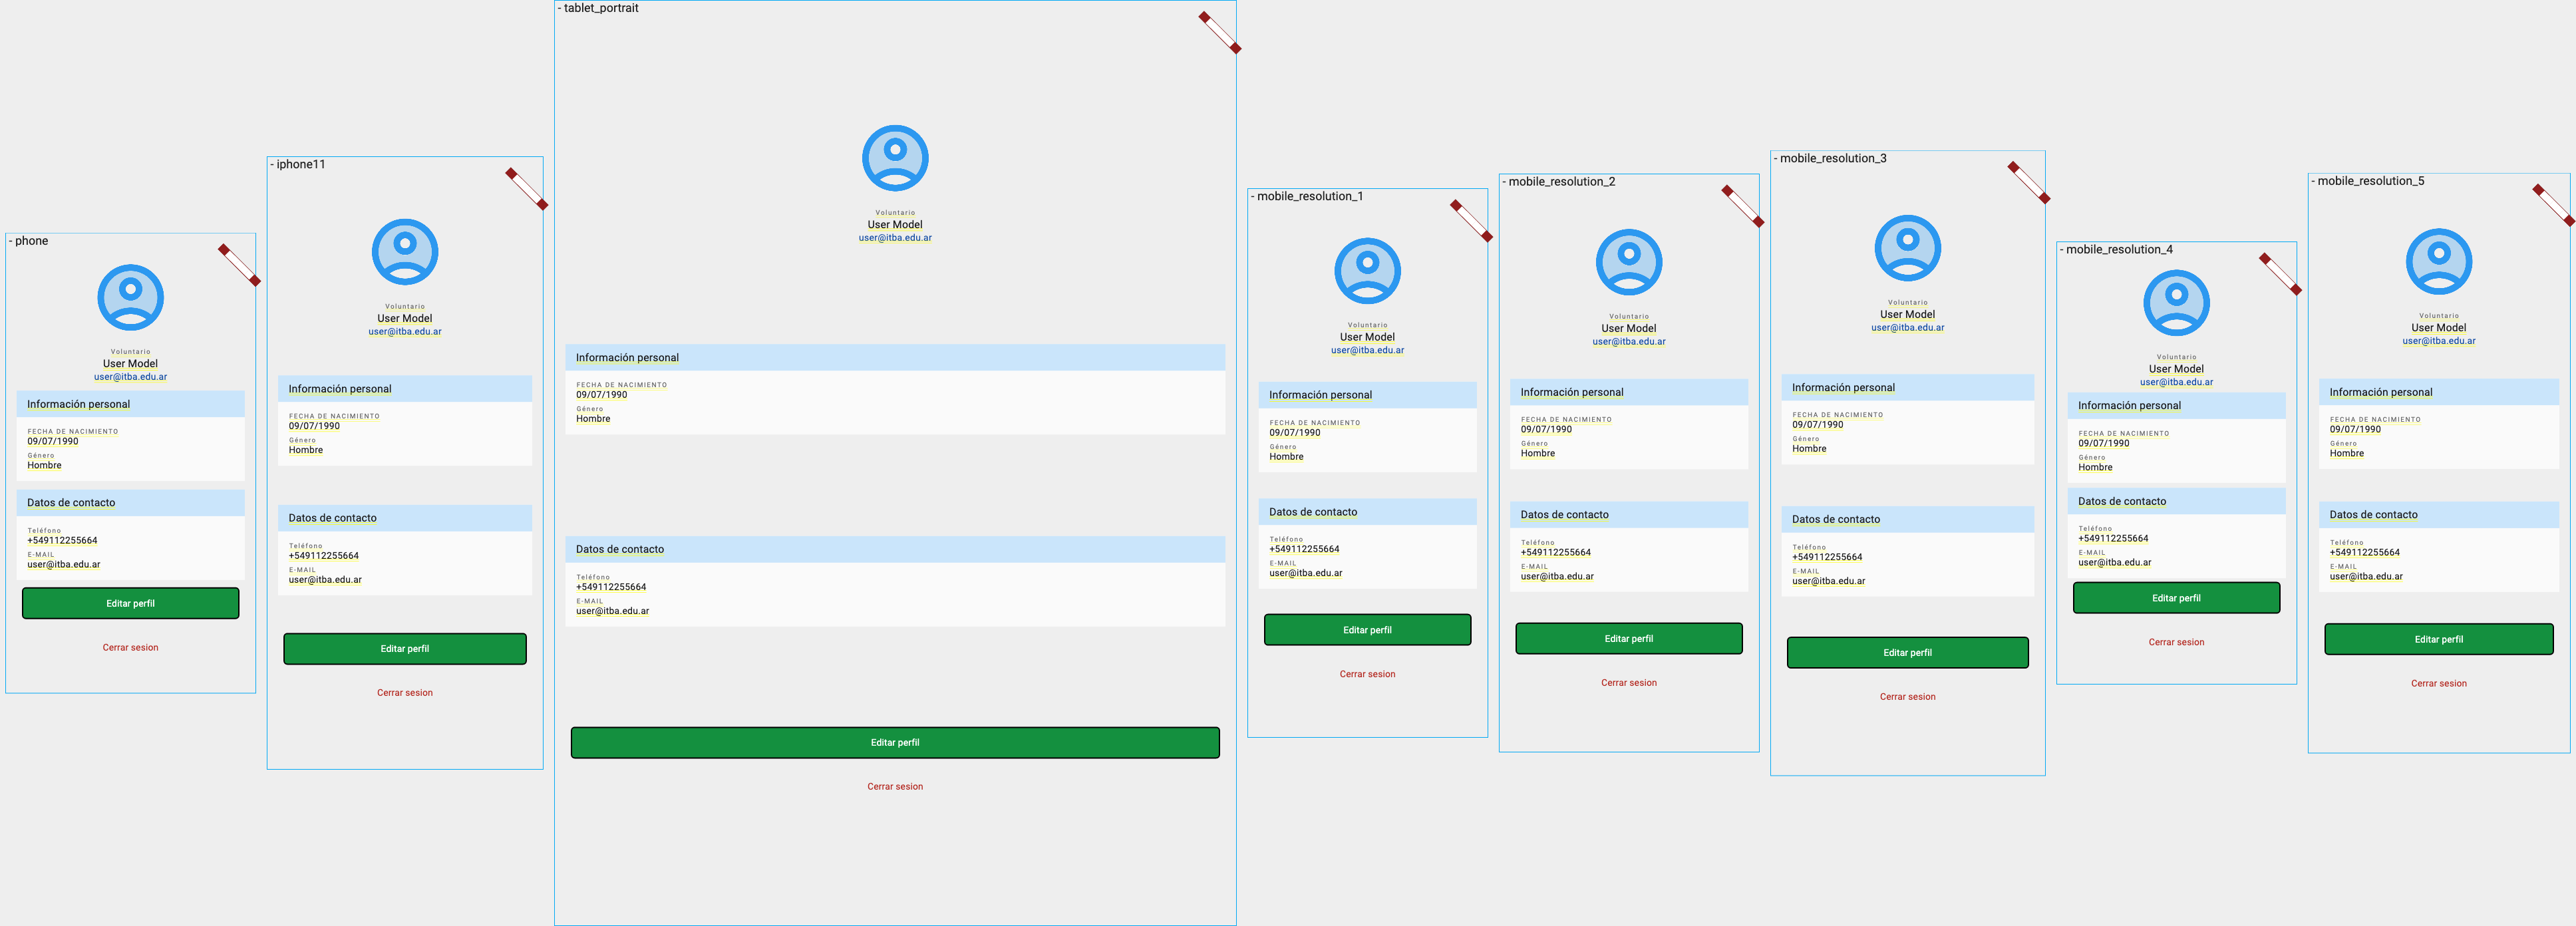 - phone
Voluntario
User Model
user@itba.edu.ar
Información personal
FECHA DE NACIMIENTO
09/07/1990
Género
Hombre
Datos de contacto
Teléfono
+549112255664
E-MAIL
user@itba.edu.ar
Editar perfil
Cerrar sesion
- iphone11
Voluntario
User Model
user@itba.edu.ar
Información personal
FECHA DE NACIMIENTO
09/07/1990
Género
Hombre
Datos de contacto
Teléfono
+549112255664
E-MAIL
user@itba.edu.ar
Editar perfil
Cerrar sesion
- tablet_portrait
Voluntario
User Model
user@itba.edu.ar
Información personal
FECHA DE NACIMIENTO
09/07/1990
Género
Hombre
Datos de contacto
Teléfono
+549112255664
E-MAIL
user@itba.edu.ar
Editar perfil
Cerrar sesion
- mobile_resolution_1
Voluntario
User Model
user@itba.edu.ar
Información personal
FECHA DE NACIMIENTO
09/07/1990
Género
Hombre
Datos de contacto
Teléfono
+549112255664
E-MAIL
user@itba.edu.ar
Editar perfil
Cerrar sesion
- mobile_resolution_2
Voluntario
User Model
user@itba.edu.ar
Información personal
FECHA DE NACIMIENTO
09/07/1990
Género
Hombre
Datos de contacto
Teléfono
+549112255664
E-MAIL
user@itba.edu.ar
Editar perfil
Cerrar sesion
- mobile_resolution_3
Voluntario
User Model
user@itba.edu.ar
Información personal
FECHA DE NACIMIENTO
09/07/1990
Género
Hombre
Datos de contacto
Teléfono
+549112255664
E-MAIL
user@itba.edu.ar
Editar perfil
Cerrar sesion
- mobile_resolution_4
Voluntario
User Model
user@itba.edu.ar
Información personal
FECHA DE NACIMIENTO
09/07/1990
Género
Hombre
Datos de contacto
Teléfono
+549112255664
E-MAIL
user@itba.edu.ar
Editar perfil
Cerrar sesion
- mobile_resolution_5
Voluntario
User Model
user@itba.edu.ar
Información personal
FECHA DE NACIMIENTO
09/07/1990
Género
Hombre
Datos de contacto
Teléfono
+549112255664
E-MAIL
user@itba.edu.ar
Editar perfil
Cerrar sesion